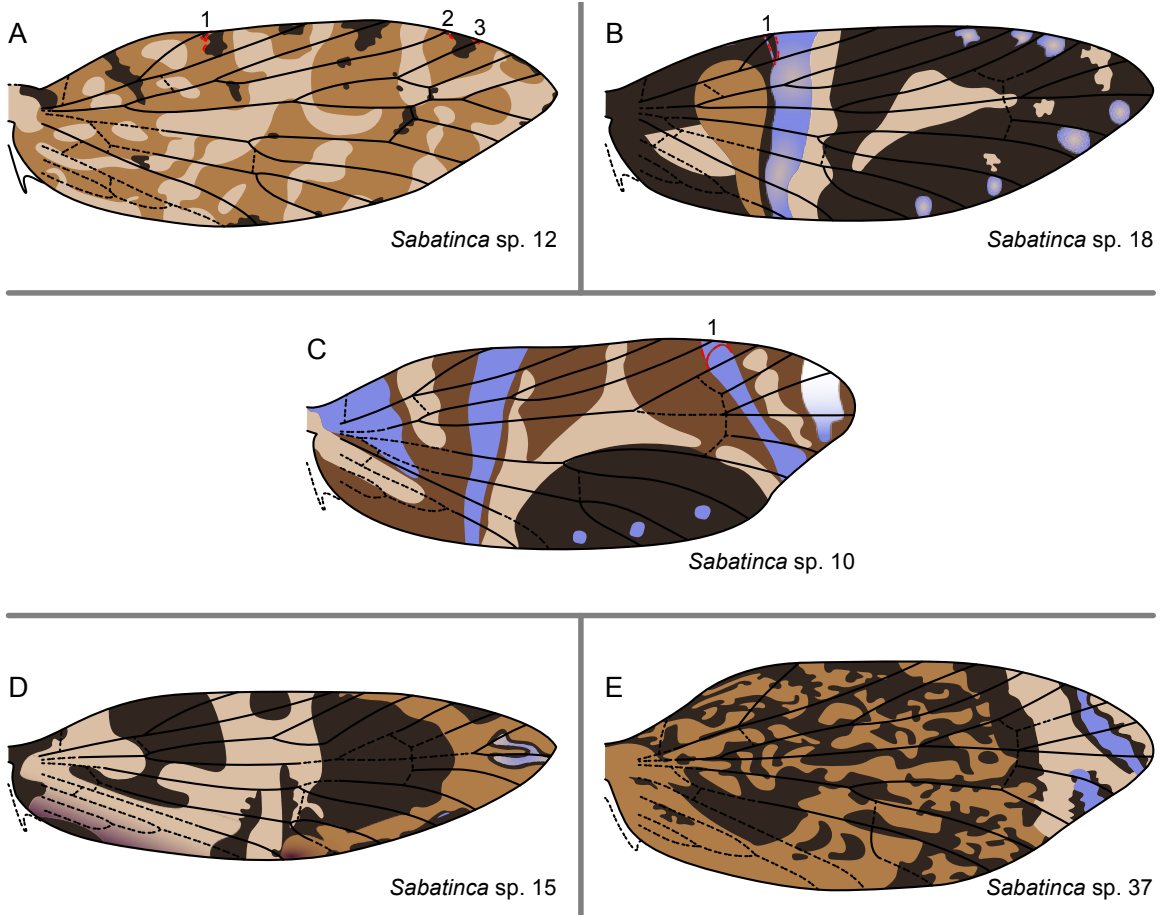 A
1
2
3
Sabatinca sp. 12
B
1
Sabatinca sp. 18
C
1
Sabatinca sp. 10
D
Sabatinca sp. 15
E
Sabatinca sp. 37